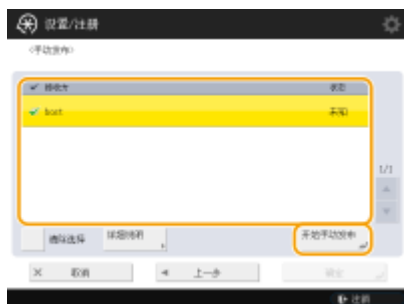 设置/注册
<手动发布>
接收方 状态
host 未知
1/1
清除选择 详细信息 开始手动发布
× 取消 ◄ 上一步 确定
注销